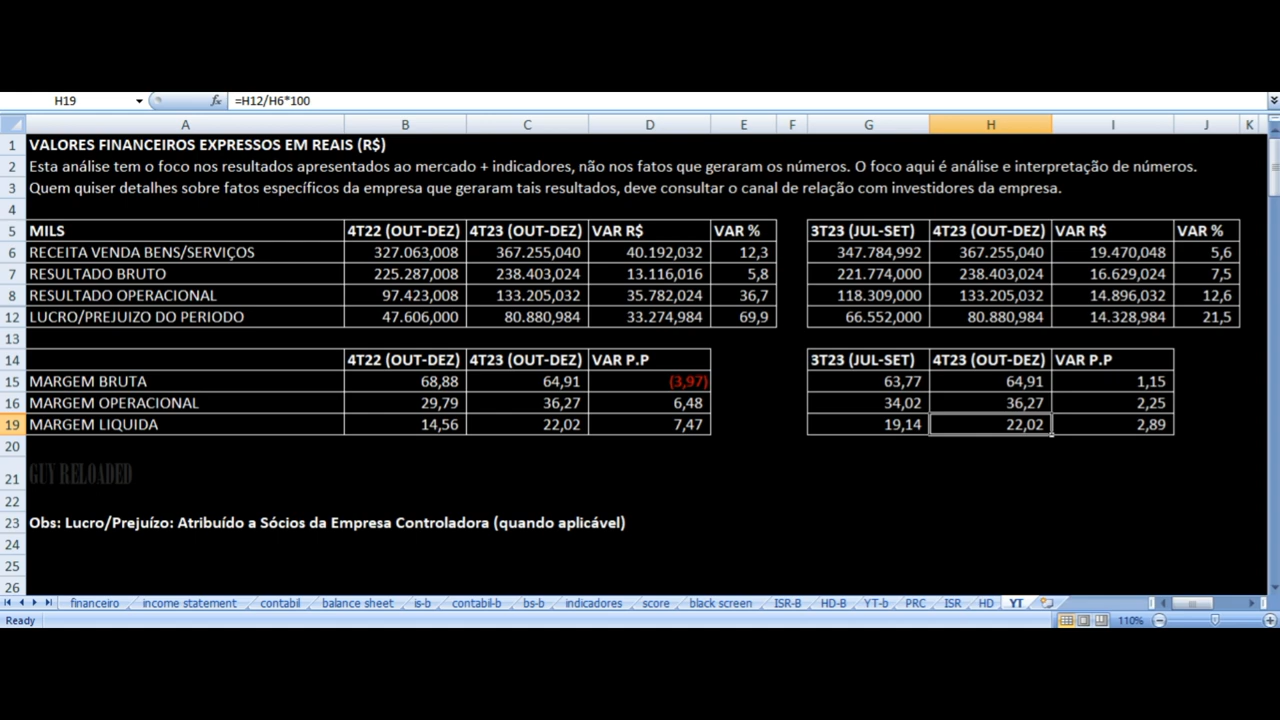 H19 fx =H12/H6*100
A B C D E F G H I J K
1 VALORES FINANCEIROS EXPRESSOS EM REAIS (R$)
2 Esta análise tem o foco nos resultados apresentados ao mercado + indicadores, não nos fatos que geraram os números. O foco aqui é análise e interpretação de números.
3 Quem quiser detalhes sobre fatos específicos da empresa que geraram tais resultados, deve consultar o canal de relação com investidores da empresa.
4
5 MILS 4T22 (OUT-DEZ) 4T23 (OUT-DEZ) VAR R$ VAR % 3T23 (JUL-SET) 4T23 (OUT-DEZ) VAR R$ VAR %
6 RECEITA VENDA BENS/SERVIÇOS 327.063,008 367.255,040 40.192,032 12,3 347.784,992 367.255,040 19.470,048 5,6
7 RESULTADO BRUTO 225.287,008 238.403,024 13.116,016 5,8 221.774,000 238.403,024 16.629,024 7,5
8 RESULTADO OPERACIONAL 97.423,008 133.205,032 35.782,024 36,7 118.309,000 133.205,032 14.896,032 12,6
12 LUCRO/PREJUIZO DO PERIODO 47.606,000 80.880,984 33.274,984 69,9 66.552,000 80.880,984 14.328,984 21,5
13
14 4T22 (OUT-DEZ) 4T23 (OUT-DEZ) VAR P.P 3T23 (JUL-SET) 4T23 (OUT-DEZ) VAR P.P
15 MARGEM BRUTA 68,88 64,91 (3,97) 63,77 64,91 1,15
16 MARGEM OPERACIONAL 29,79 36,27 6,48 34,02 36,27 2,25
19 MARGEM LIQUIDA 14,56 22,02 7,47 19,14 22,02 2,89
20
21 GUY RELOADED
22
23 Obs: Lucro/Prejuízo: Atribuído a Sócios da Empresa Controladora (quando aplicável)
24
25
26
financeiro income statement contabil balance sheet is-b contabil-b bs-b indicadores score black screen ISR-B HD-B YT-b PRC ISR HD YT
Ready 110%